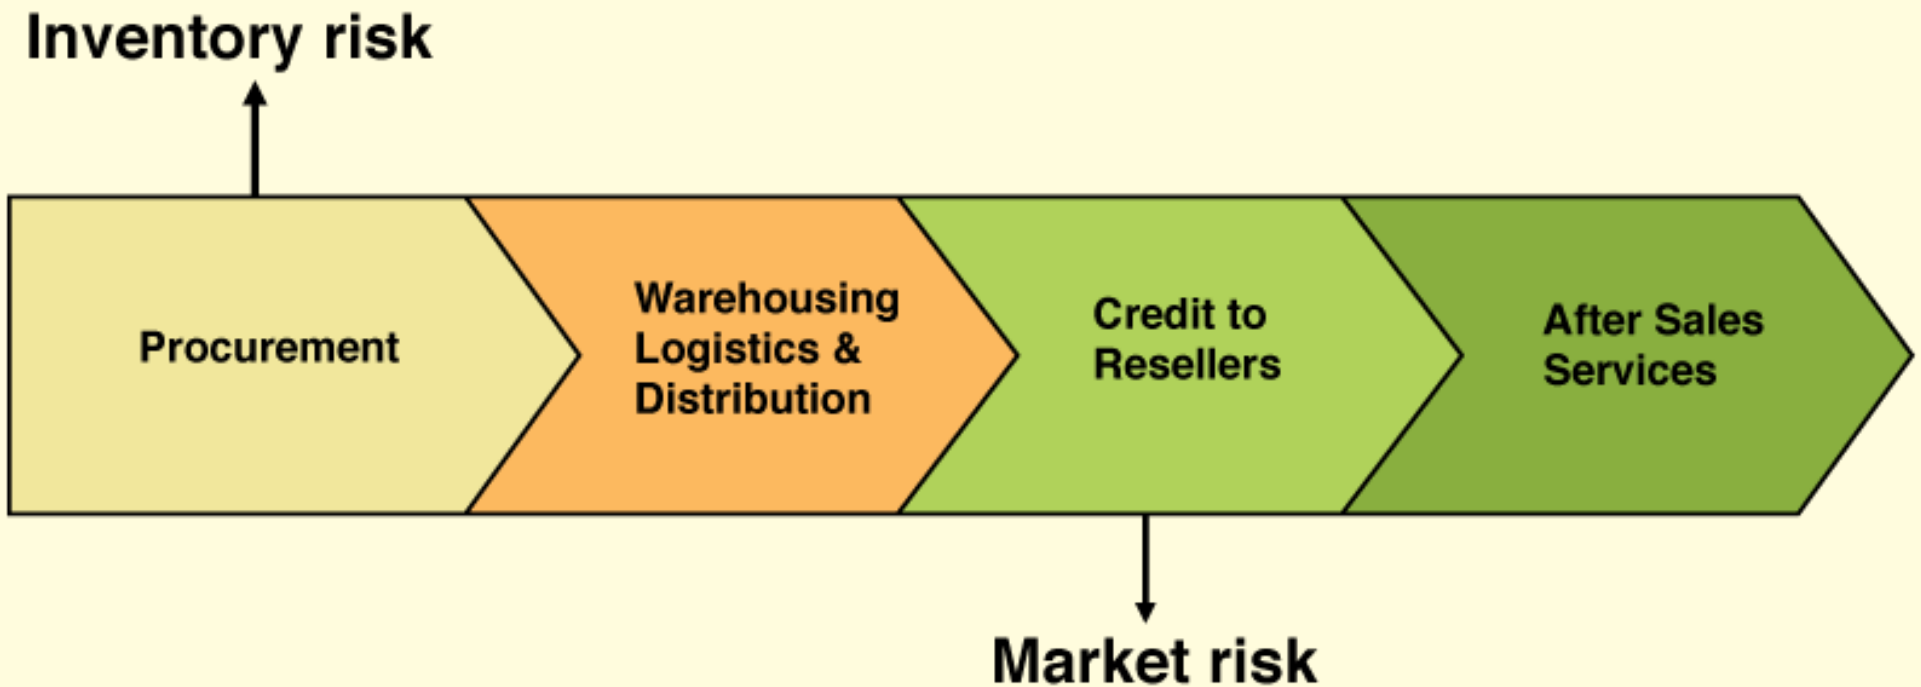 Inventory risk
Procurement
Warehousing
Logistics &
Distribution
Credit to
Resellers
After Sales
Services
Market risk